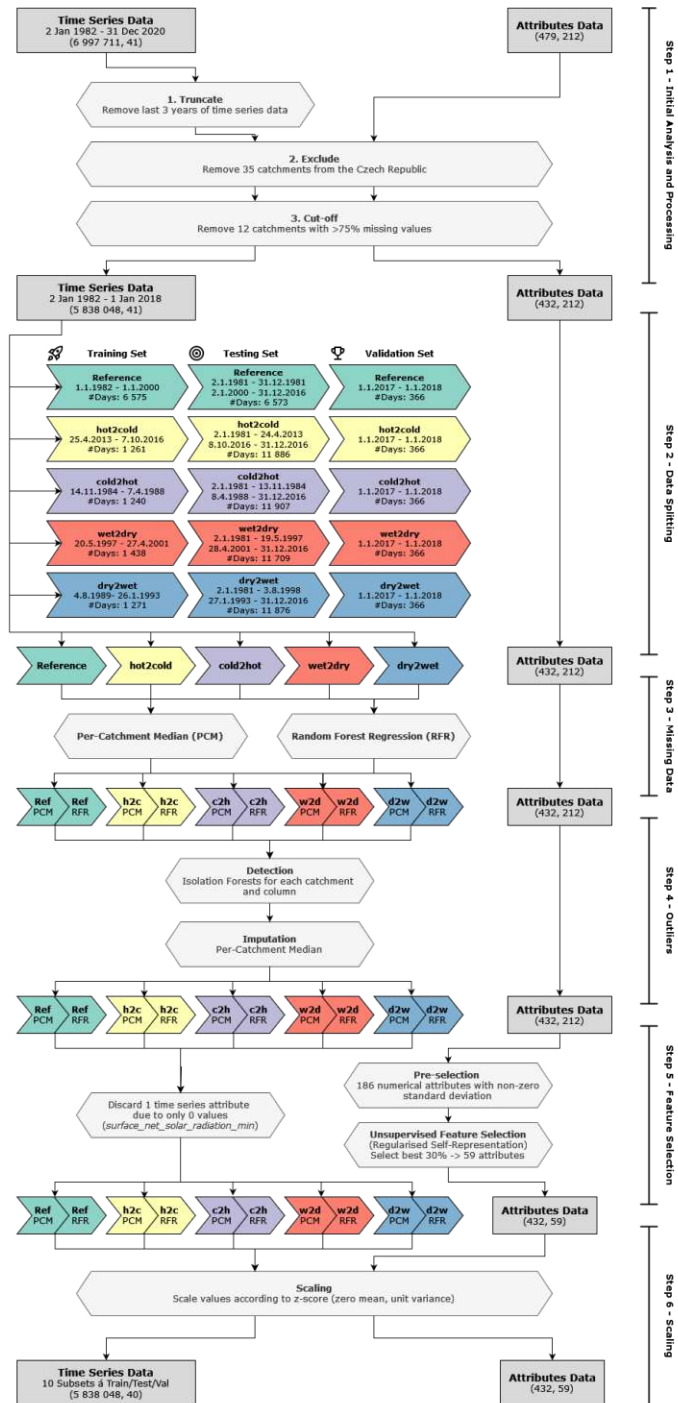 Time Series Data
2 Jan 1982 - 31 Dec 2020
(6 997 711, 41)
Attributes Data
(479, 212)
Step 1 - Initial Analysis and Processing
1. Truncate
Remove last 3 years of time series data
2. Exclude
Remove 35 catchments from the Czech Republic
3. Cut-off
Remove 12 catchments with >75% missing values
Time Series Data
2 Jan 1982 - 1 Jan 2018
(5 838 048, 41)
Attributes Data
(432, 212)
Step 2 - Data Splitting
Training Set
Testing Set
Validation Set
Reference
1.1.1982 - 1.1.2000
#Days: 6 575
Reference
2.1.1981 - 31.12.1981
2.1.2000 - 31.12.2016
#Days: 6 573
Reference
1.1.2017 - 1.1.2018
#Days: 366
hot2cold
25.4.2013 - 7.10.2016
#Days: 1 261
hot2cold
2.1.1981 - 24.4.2013
8.10.2016 - 31.12.2016
#Days: 11 886
hot2cold
1.1.2017 - 1.1.2018
#Days: 366
cold2hot
14.11.1984 - 7.4.1988
#Days: 1 240
cold2hot
2.1.1981 - 13.11.1984
8.4.1988 - 31.12.2016
#Days: 11 907
cold2hot
1.1.2017 - 1.1.2018
#Days: 366
wet2dry
20.5.1997 - 27.4.2001
#Days: 1 438
wet2dry
2.1.1981 - 19.5.1997
28.4.2001 - 31.12.2016
#Days: 11 709
wet2dry
1.1.2017 - 1.1.2018
#Days: 366
dry2wet
4.8.1989- 26.1.1993
#Days: 1 271
dry2wet
2.1.1981 - 3.8.1998
27.1.1993 - 31.12.2016
#Days: 11 876
dry2wet
1.1.2017 - 1.1.2018
#Days: 366
Reference
hot2cold
cold2hot
wet2dry
dry2wet
Attributes Data
(432, 212)
Step 3 - Missing Data
Per-Catchment Median (PCM)
Random Forest Regression (RFR)
Ref Ref h2c h2c c2h c2h w2d w2d d2w d2w
PCM RFR PCM RFR PCM RFR PCM RFR PCM RFR
Attributes Data
(432, 212)
Step 4 - Outliers
Detection
Isolation Forests for each catchment
and column
Imputation
Per-Catchment Median
Ref Ref h2c h2c c2h c2h w2d w2d d2w d2w
PCM RFR PCM RFR PCM RFR PCM RFR PCM RFR
Attributes Data
(432, 212)
Step 5 - Feature Selection
Discard 1 time series attribute
due to only 0 values
(surface_net_solar_radiation_min)
Pre-selection
186 numerical attributes with non-zero
standard deviation
Unsupervised Feature Selection
(Regularised Self-Representation)
Select best 30% -> 59 attributes
Ref Ref h2c h2c c2h c2h w2d w2d d2w d2w
PCM RFR PCM RFR PCM RFR PCM RFR PCM RFR
Attributes Data
(432, 59)
Step 6 - Scaling
Scaling
Scale values according to z-score (zero mean, unit variance)
Time Series Data
10 Subsets á Train/Test/Val
(5 838 048, 40)
Attributes Data
(432, 59)